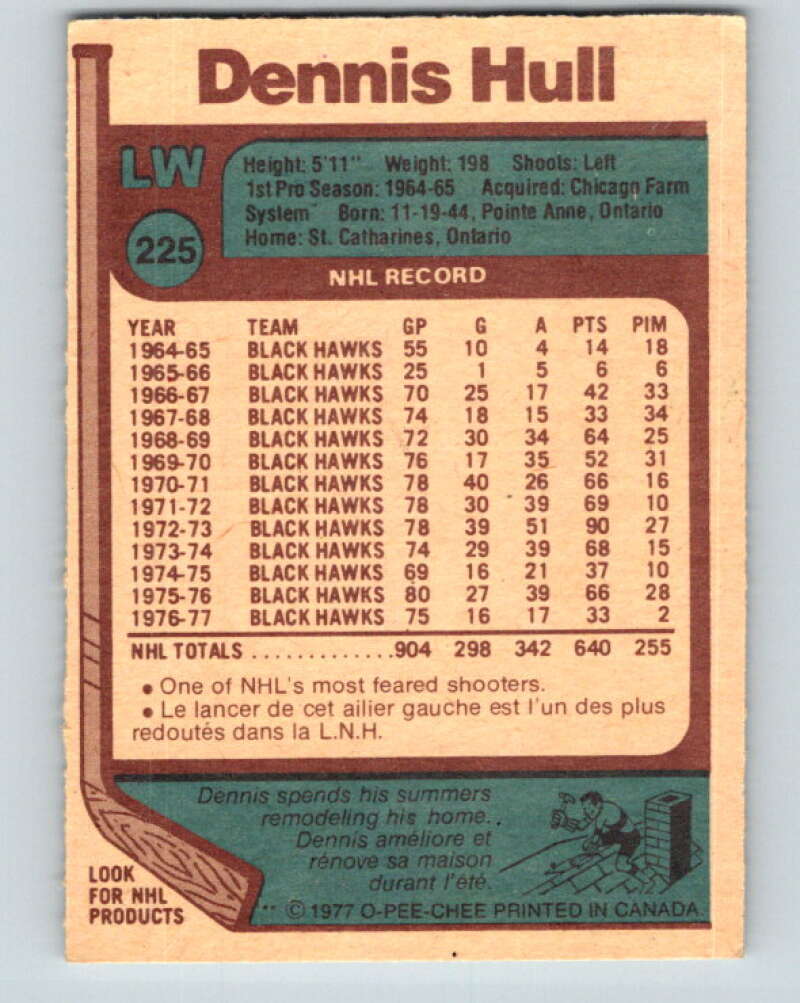 Dennis Hull
LW
225
Height: 5'11" Weight: 198 Shoots: Left
1st Pro Season: 1964-65 Acquired: Chicago Farm
System Born: 11-19-44, Pointe Anne, Ontario
Home: St. Catharines, Ontario
NHL RECORD
YEAR TEAM GP G A PTS PIM
1964-65 BLACK HAWKS 55 10 4 14 18
1965-66 BLACK HAWKS 25 1 5 6 6
1966-67 BLACK HAWKS 70 25 17 42 33
1967-68 BLACK HAWKS 74 18 15 33 34
1968-69 BLACK HAWKS 72 30 34 64 25
1969-70 BLACK HAWKS 76 17 35 52 31
1970-71 BLACK HAWKS 78 40 26 66 16
1971-72 BLACK HAWKS 78 30 39 69 10
1972-73 BLACK HAWKS 78 39 51 90 27
1973-74 BLACK HAWKS 74 29 39 68 15
1974-75 BLACK HAWKS 69 16 21 37 10
1975-76 BLACK HAWKS 80 27 39 66 28
1976-77 BLACK HAWKS 75 16 17 33 2
NHL TOTALS .............904 298 342 640 255
• One of NHL's most feared shooters.
• Le lancer de cet ailier gauche est l'un des plus
redoutés dans la L.N.H.
Dennis spends his summers
remodeling his home..
Dennis améliore et
rénove sa maison
durant l'été.
LOOK
FOR NHL
PRODUCTS
** © 1977 O-PEE-CHEE PRINTED IN CANADA.